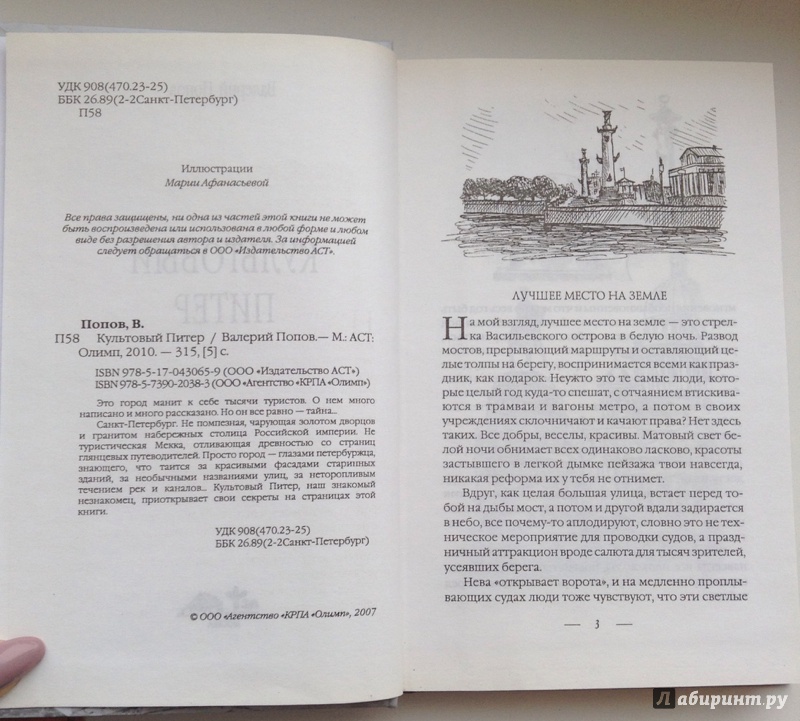 УДК 908(470.23-25)
ББК 26.89(2-2Санкт-Петербург)
П58
Иллюстрации
Марии Афанасьевой
Все права защищены, ни одна из частей этой книги не может
быть воспроизведена или использована в любой форме и любом
виде без разрешения автора и издателя. За информацией
следует обращаться в ООО «Издательство АСТ».
Попов, В.
П58 Культовый Питер / Валерий Попов.— М.: АСТ:
Олимп, 2010. — 315, [5] с.
ISBN 978-5-17-043065-9 (ООО «Издательство АСТ»)
ISBN 978-5-7390-2038-3 (ООО «Агентство «КРПА «Олимп»)
Это город манит к себе тысячи туристов. О нем много
написано и много рассказано. Но он все равно — тайна...
Санкт-Петербург. Не помпезная, чарующая золотом дворцов
и гранитом набережных столица Российской империи. Не
туристическая Мекка, отливающая древностью со страниц
глянцевых путеводителей. Просто город — глазами петербуржца,
знающего, что таится за красивыми фасадами старинных
зданий, за необычными названиями улиц, за неторопливым
течением рек и каналов... Культовый Питер, наш знакомый
незнакомец, приоткрывает свои секреты на страницах этой
книги.
УДК 908(470.23-25)
ББК 26.89(2-2Санкт-Петербург)
© ООО «Агентство «КРПА «Олимп», 2007
КУЛЬТОВЫЙ
ПИТЕР
ЛУЧШЕЕ МЕСТО НА ЗЕМЛЕ
На мой взгляд, лучшее место на земле — это стрел-
ка Васильевского острова в белую ночь. Развод
мостов, прерывающий маршруты и оставляющий це-
лые толпы на берегу, воспринимается всеми как праз-
дник, как подарок. Неужто это те самые люди, кото-
рые целый год куда-то спешат, с отчаянием втискива-
ются в трамваи и вагоны метро, а потом в своих
учреждениях склочничают и качают права? Нет здесь
таких. Все добры, веселы, красивы. Матовый свет бе-
лой ночи обнимает всех одинаково ласково, красоты
застывшего в легкой дымке пейзажа твои навсегда,
никакая реформа их у тебя не отнимет.
Вдруг, как целая большая улица, встает перед то-
бой на дыбы мост, а потом и другой вдали задирается
в небо, все почему-то аплодируют, словно это не тех-
ническое мероприятие для проводки судов, а праз-
дничный аттракцион вроде салюта для тысяч зрителей,
усеявших берега.
Нева «открывает ворота», и на медленно проплы-
вающих судах люди тоже чувствуют, что эти светлые
— 3 —
Лабиринт.ру